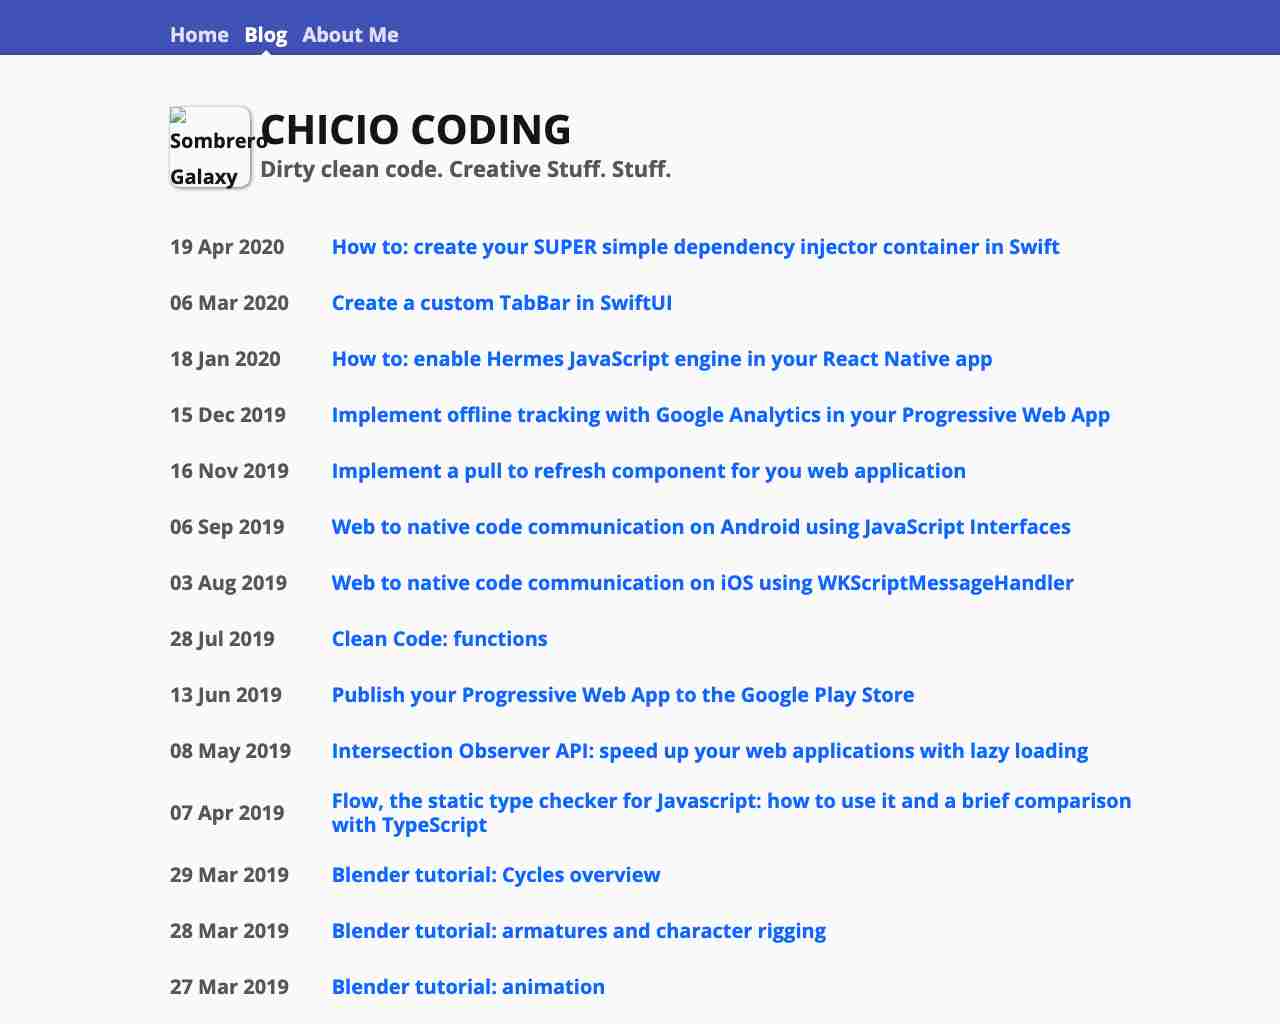 Home Blog About Me
Sombrero Galaxy
CHICIO CODING
Dirty clean code. Creative Stuff. Stuff.
19 Apr 2020 How to: create your SUPER simple dependency injector container in Swift
06 Mar 2020 Create a custom TabBar in SwiftUI
18 Jan 2020 How to: enable Hermes JavaScript engine in your React Native app
15 Dec 2019 Implement offline tracking with Google Analytics in your Progressive Web App
16 Nov 2019 Implement a pull to refresh component for you web application
06 Sep 2019 Web to native code communication on Android using JavaScript Interfaces
03 Aug 2019 Web to native code communication on iOS using WKScriptMessageHandler
28 Jul 2019 Clean Code: functions
13 Jun 2019 Publish your Progressive Web App to the Google Play Store
08 May 2019 Intersection Observer API: speed up your web applications with lazy loading
07 Apr 2019 Flow, the static type checker for Javascript: how to use it and a brief comparison
with TypeScript
29 Mar 2019 Blender tutorial: Cycles overview
28 Mar 2019 Blender tutorial: armatures and character rigging
27 Mar 2019 Blender tutorial: animation